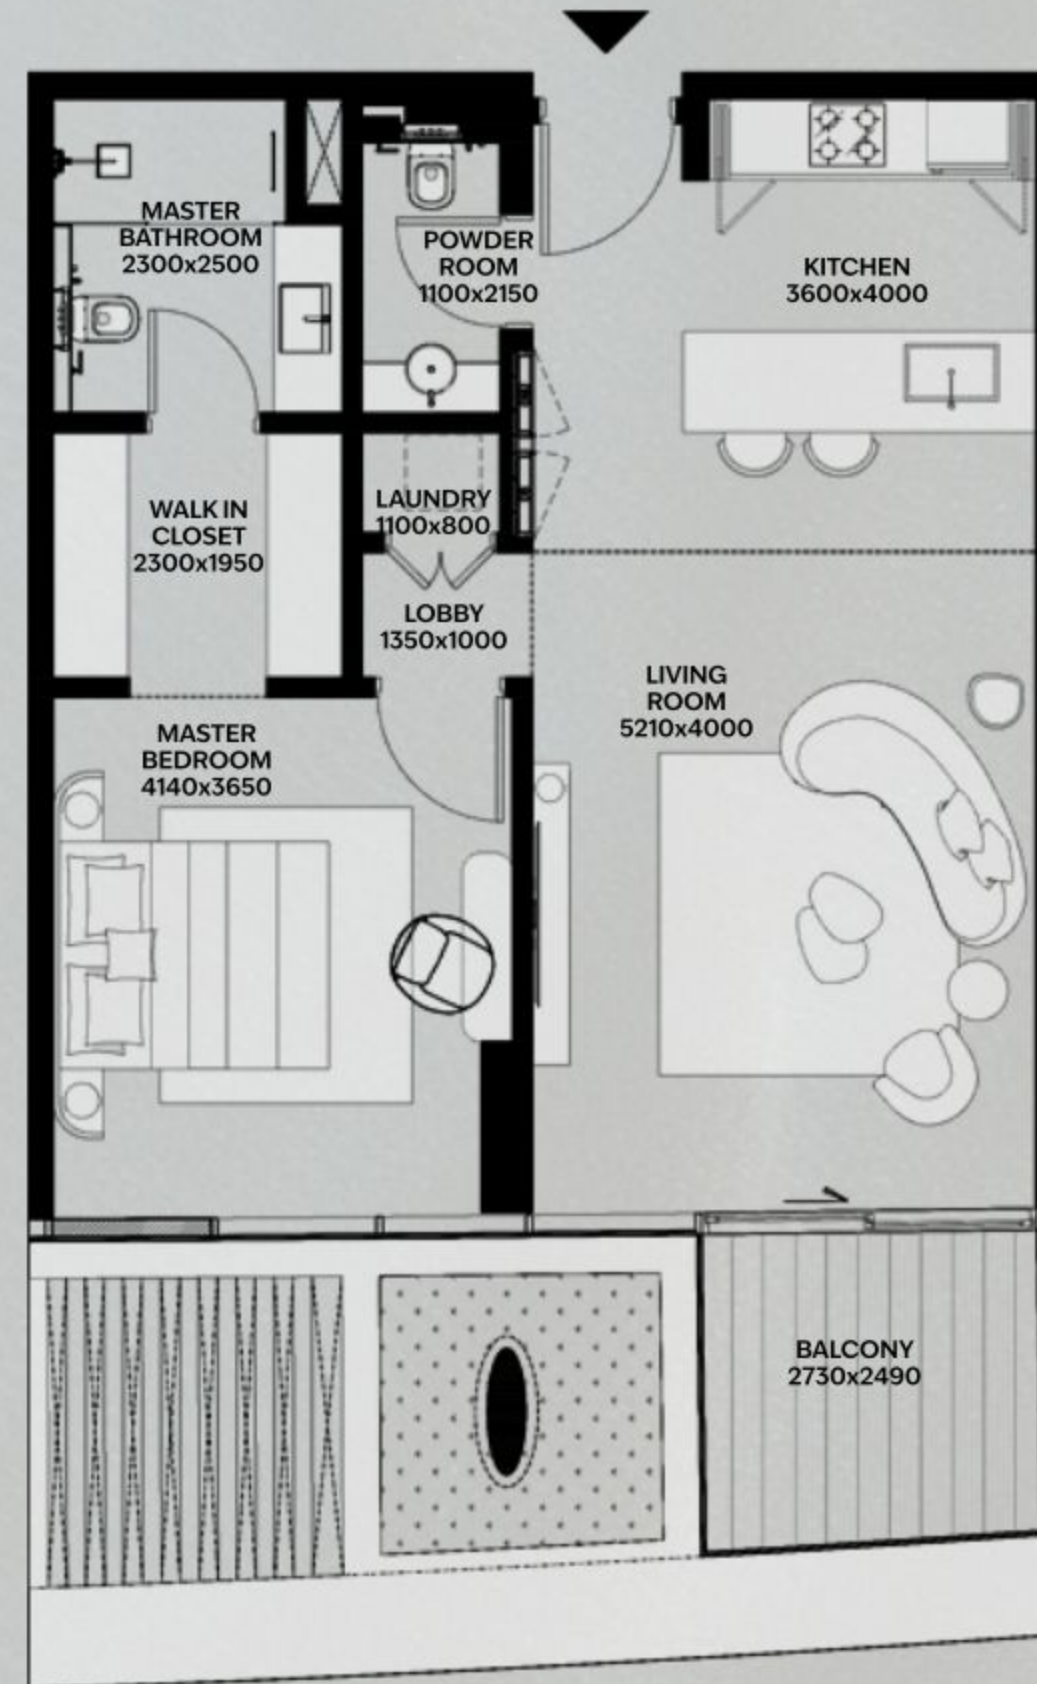 MASTER
BATHROOM
2300x2500
POWDER
ROOM
1100x2150
KITCHEN
3600x4000
WALK IN
CLOSET
2300x1950
LAUNDRY
1100x800
LOBBY
1350x1000
LIVING
ROOM
5210x4000
MASTER
BEDROOM
4140x3650
BALCONY
2730x2490